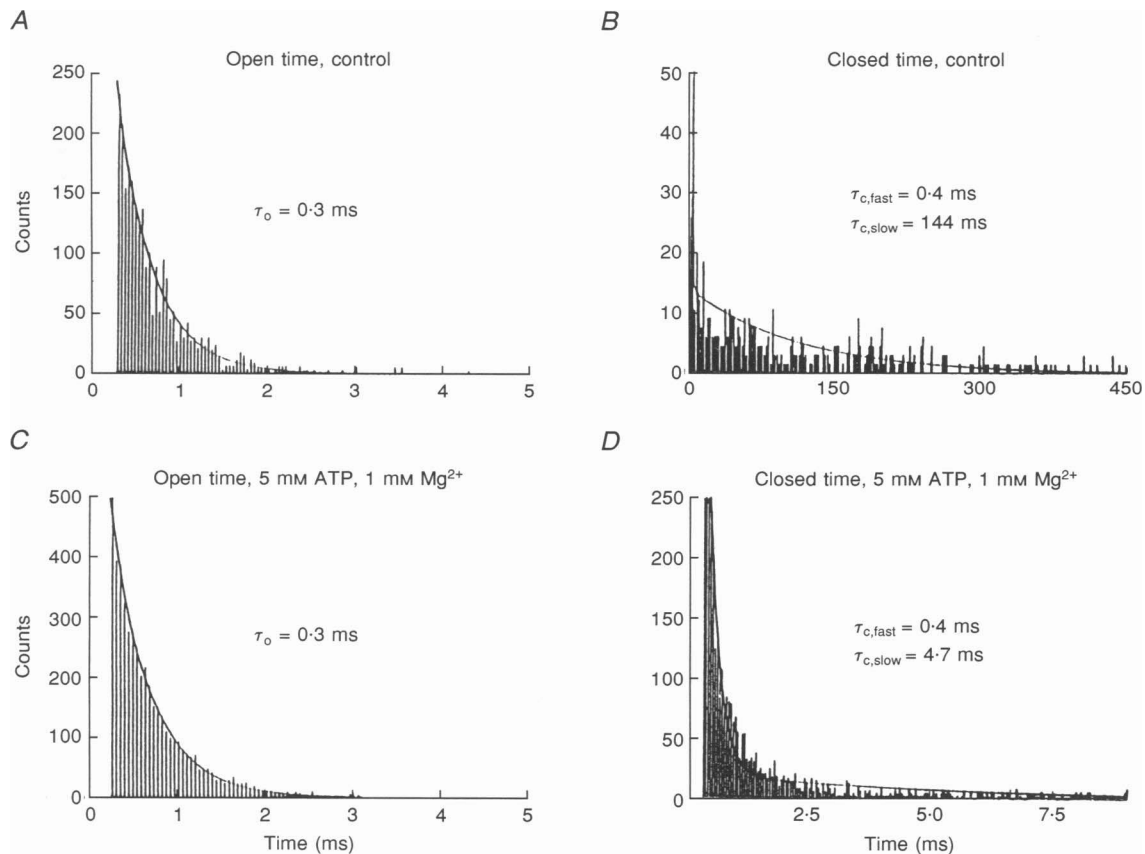 A
Open time, control
250
200
150
100
50
0
Counts
τo = 0·3 ms
0 1 2 3 4 5
B
Closed time, control
50
40
30
20
10
0
τc,fast = 0·4 ms
τc,slow = 144 ms
0 150 300 450
C
Open time, 5 mM ATP, 1 mM Mg²⁺
500
400
300
200
100
0
Counts
τo = 0·3 ms
0 1 2 3 4 5
Time (ms)
D
Closed time, 5 mM ATP, 1 mM Mg²⁺
250
200
150
100
50
0
τc,fast = 0·4 ms
τc,slow = 4·7 ms
2·5 5·0 7·5
Time (ms)